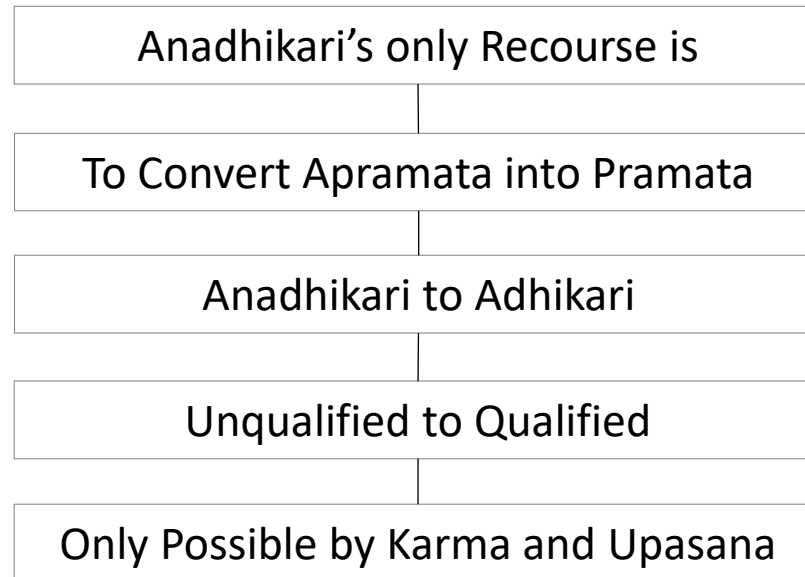 Anadhikari’s only Recourse is
To Convert Apramata into Pramata
Anadhikari to Adhikari
Unqualified to Qualified
Only Possible by Karma and Upasana